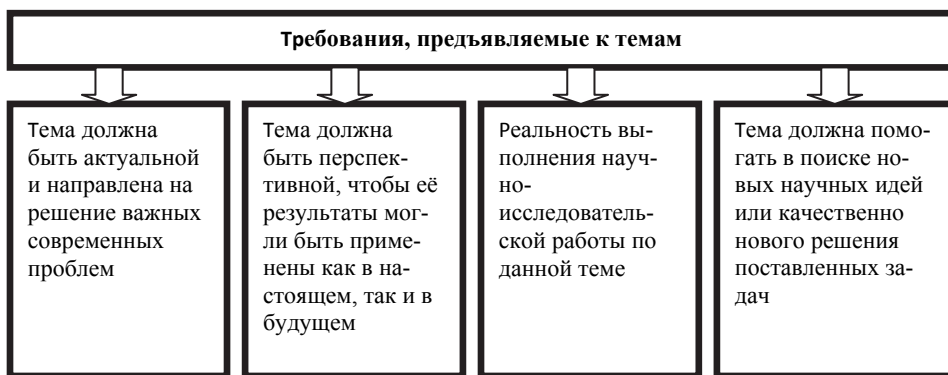 Требования, предъявляемые к темам
Тема должна
быть актуальной
и направлена на
решение важных
современных
проблем
Тема должна
быть перспек-
тивной, чтобы её
результаты мог-
ли быть приме-
нены как в на-
стоящем, так и в
будущем
Реальность вы-
полнения науч-
но-
исследователь-
ской работы по
данной теме
Тема должна помо-
гать в поиске но-
вых научных идей
или качественно
нового решения
поставленных за-
дач